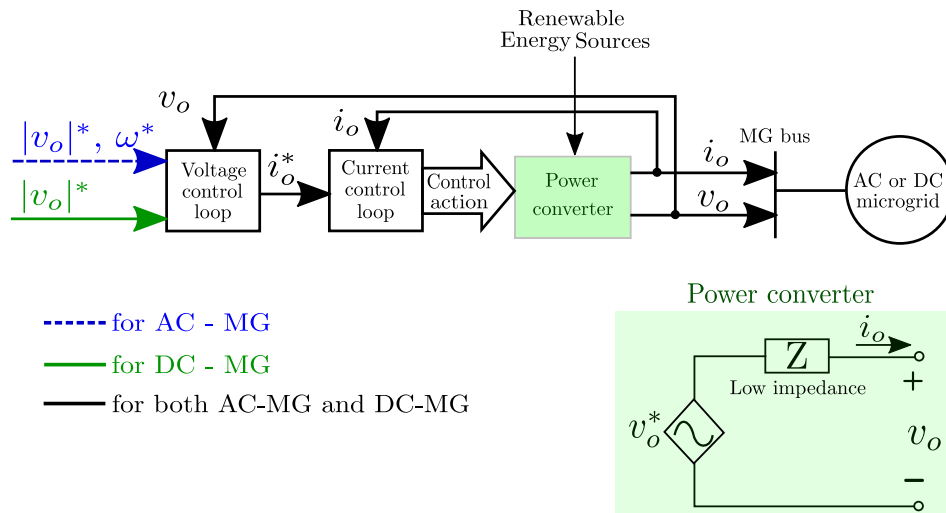 Renewable
Energy Sources
v_o
i_o
MG bus
|v_o|*, ω*
|v_o|*
Voltage
control
loop
i_o^*
Current
control
loop
Control
action
Power
converter
i_o
v_o
AC or DC
microgrid
for AC - MG
for DC - MG
for both AC-MG and DC-MG
Power converter
i_o
Z
Low impedance
+
v_o^*
v_o
−